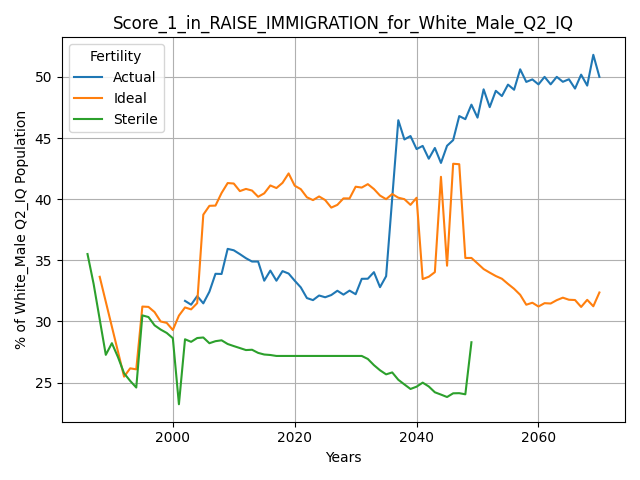 Score_1_in_RAISE_IMMIGRATION_for_White_Male_Q2_IQ
Fertility
Actual
Ideal
Sterile
% of White_Male Q2_IQ Population
50
45
40
35
30
25
2000
2020
2040
2060
Years